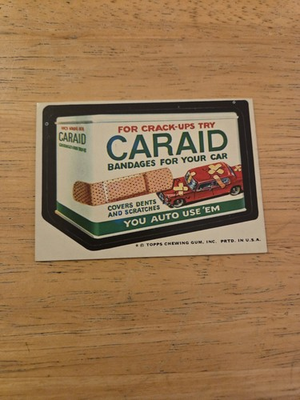 CARAID
FOR CRACK-UPS TRY
CARAID
BANDAGES FOR YOUR CAR
COVERS DENTS
AND SCRATCHES
YOU AUTO USE'EM
© TOPPS CHEWING GUM, INC. PRTD. IN U.S.A.